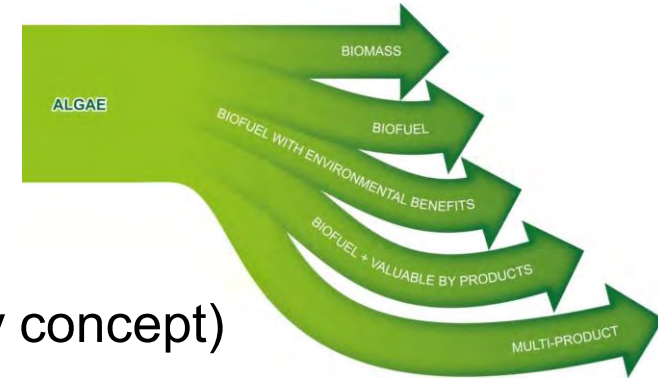 BIOMASS
ALGAE
BIOFUEL
BIOFUEL WITH ENVIRONMENTAL BENEFITS
BIOFUEL + VALUABLE BY PRODUCTS
concept)
MULTI-PRODUCT